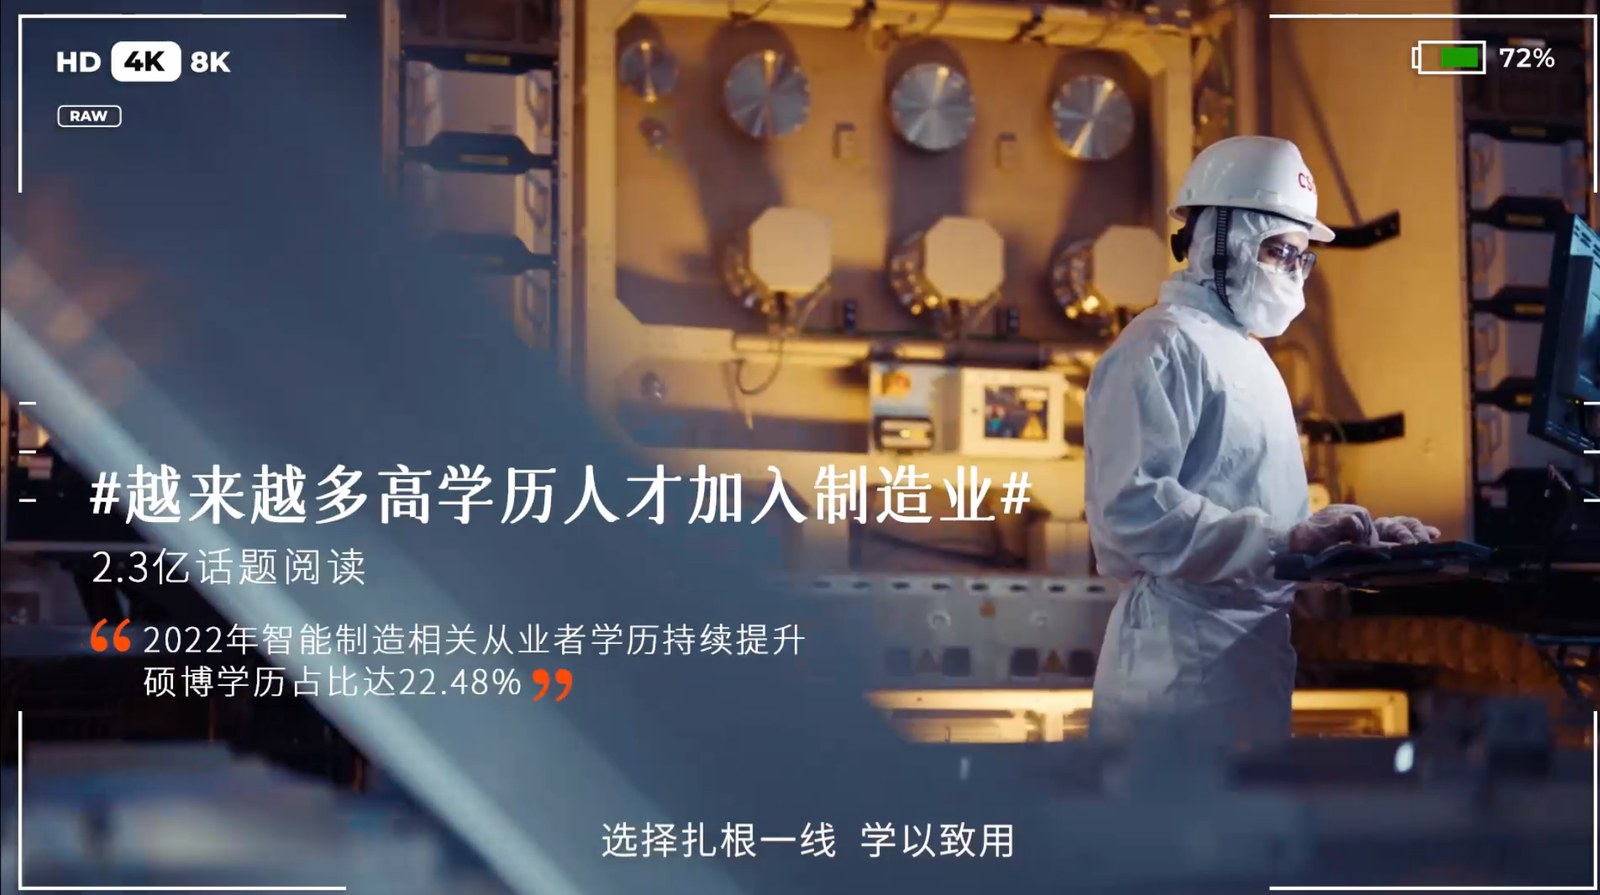 HD 4K 8K
72%
RAW
#越来越多高学历人才加入制造业#
2.3亿话题阅读
“2022年智能制造相关从业者学历持续提升
硕博学历占比达22.48%”
选择扎根一线 学以致用